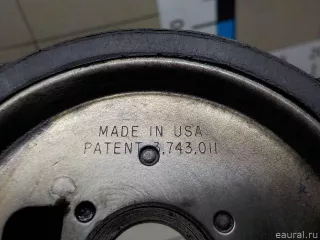 MADE IN USA
PATENT 3,743,011
eaural.ru